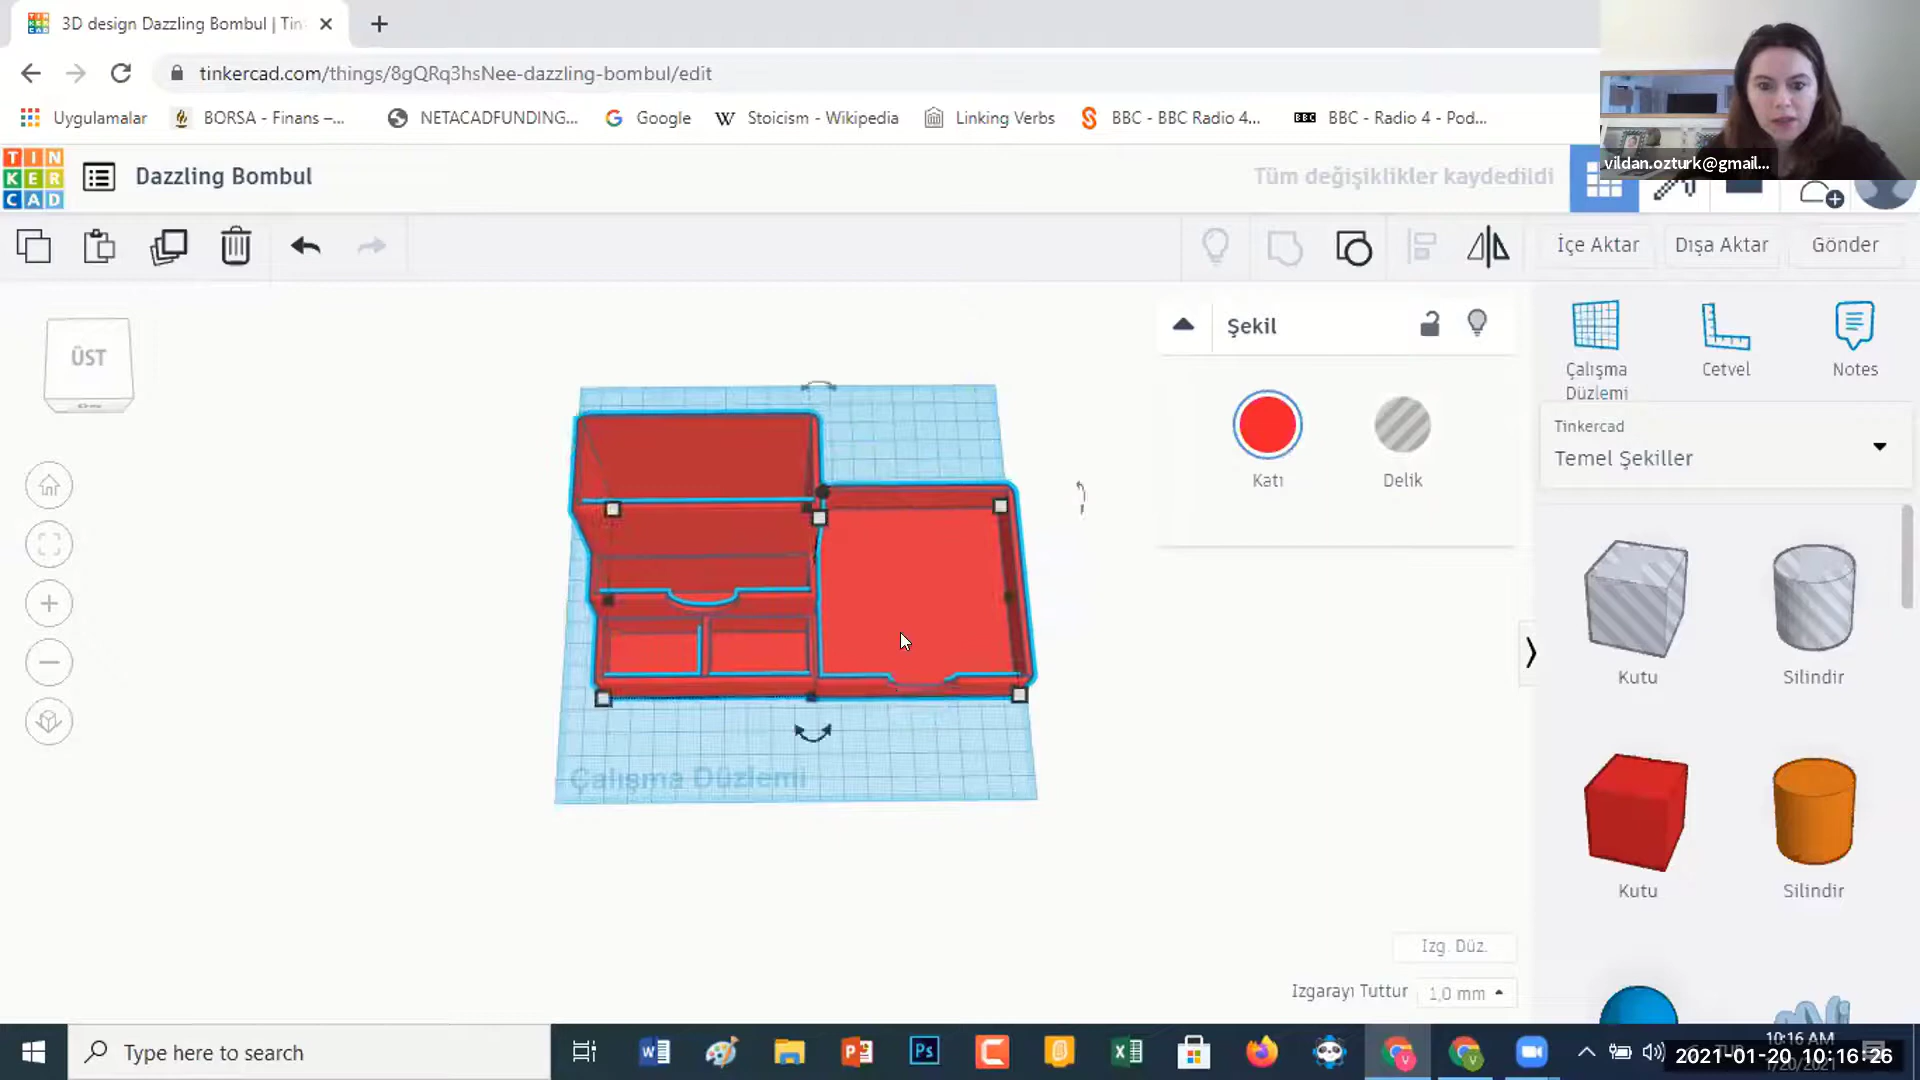 3D design Dazzling Bombul | Tin
tinkercad.com/things/8gQRq3hsNee-dazzling-bombul/edit
Uygulamalar
BORSA - Finans –...
NETACADFUNDING...
Google
Stoicism - Wikipedia
Linking Verbs
BBC - BBC Radio 4...
BBC - Radio 4 - Pod...
vildan.ozturk@gmail...
TIN
KER
CAD
Dazzling Bombul
Tüm değişiklikler kaydedildi
İçe Aktar
Dışa Aktar
Gönder
ÜST
Şekil
Katı
Delik
Çalışma
Düzlemi
Cetvel
Notes
Tinkercad
Temel Şekiller
Kutu
Silindir
Kutu
Silindir
Çalışma Düzlemi
Izg. Düz.
Izgarayı Tuttur
1,0 mm
Type here to search
10:16 AM
1/20/2021
2021-01-20 10:16:26